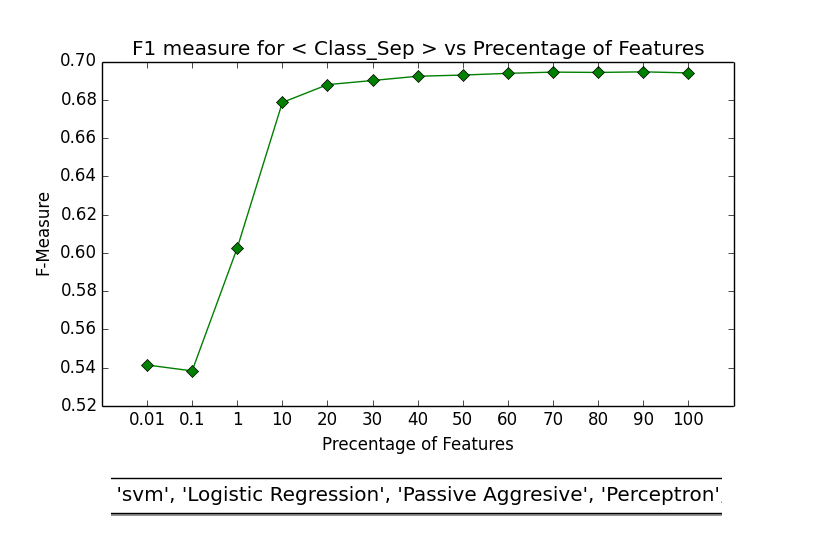 F1 measure for < Class_Sep > vs Precentage of Features
0.70
0.68
0.66
0.64
0.62
0.60
0.58
0.56
0.54
0.52
F-Measure
0.01 0.1 1 10 20 30 40 50 60 70 80 90 100
Precentage of Features
'svm', 'Logistic Regression', 'Passive Aggresive', 'Perceptron',